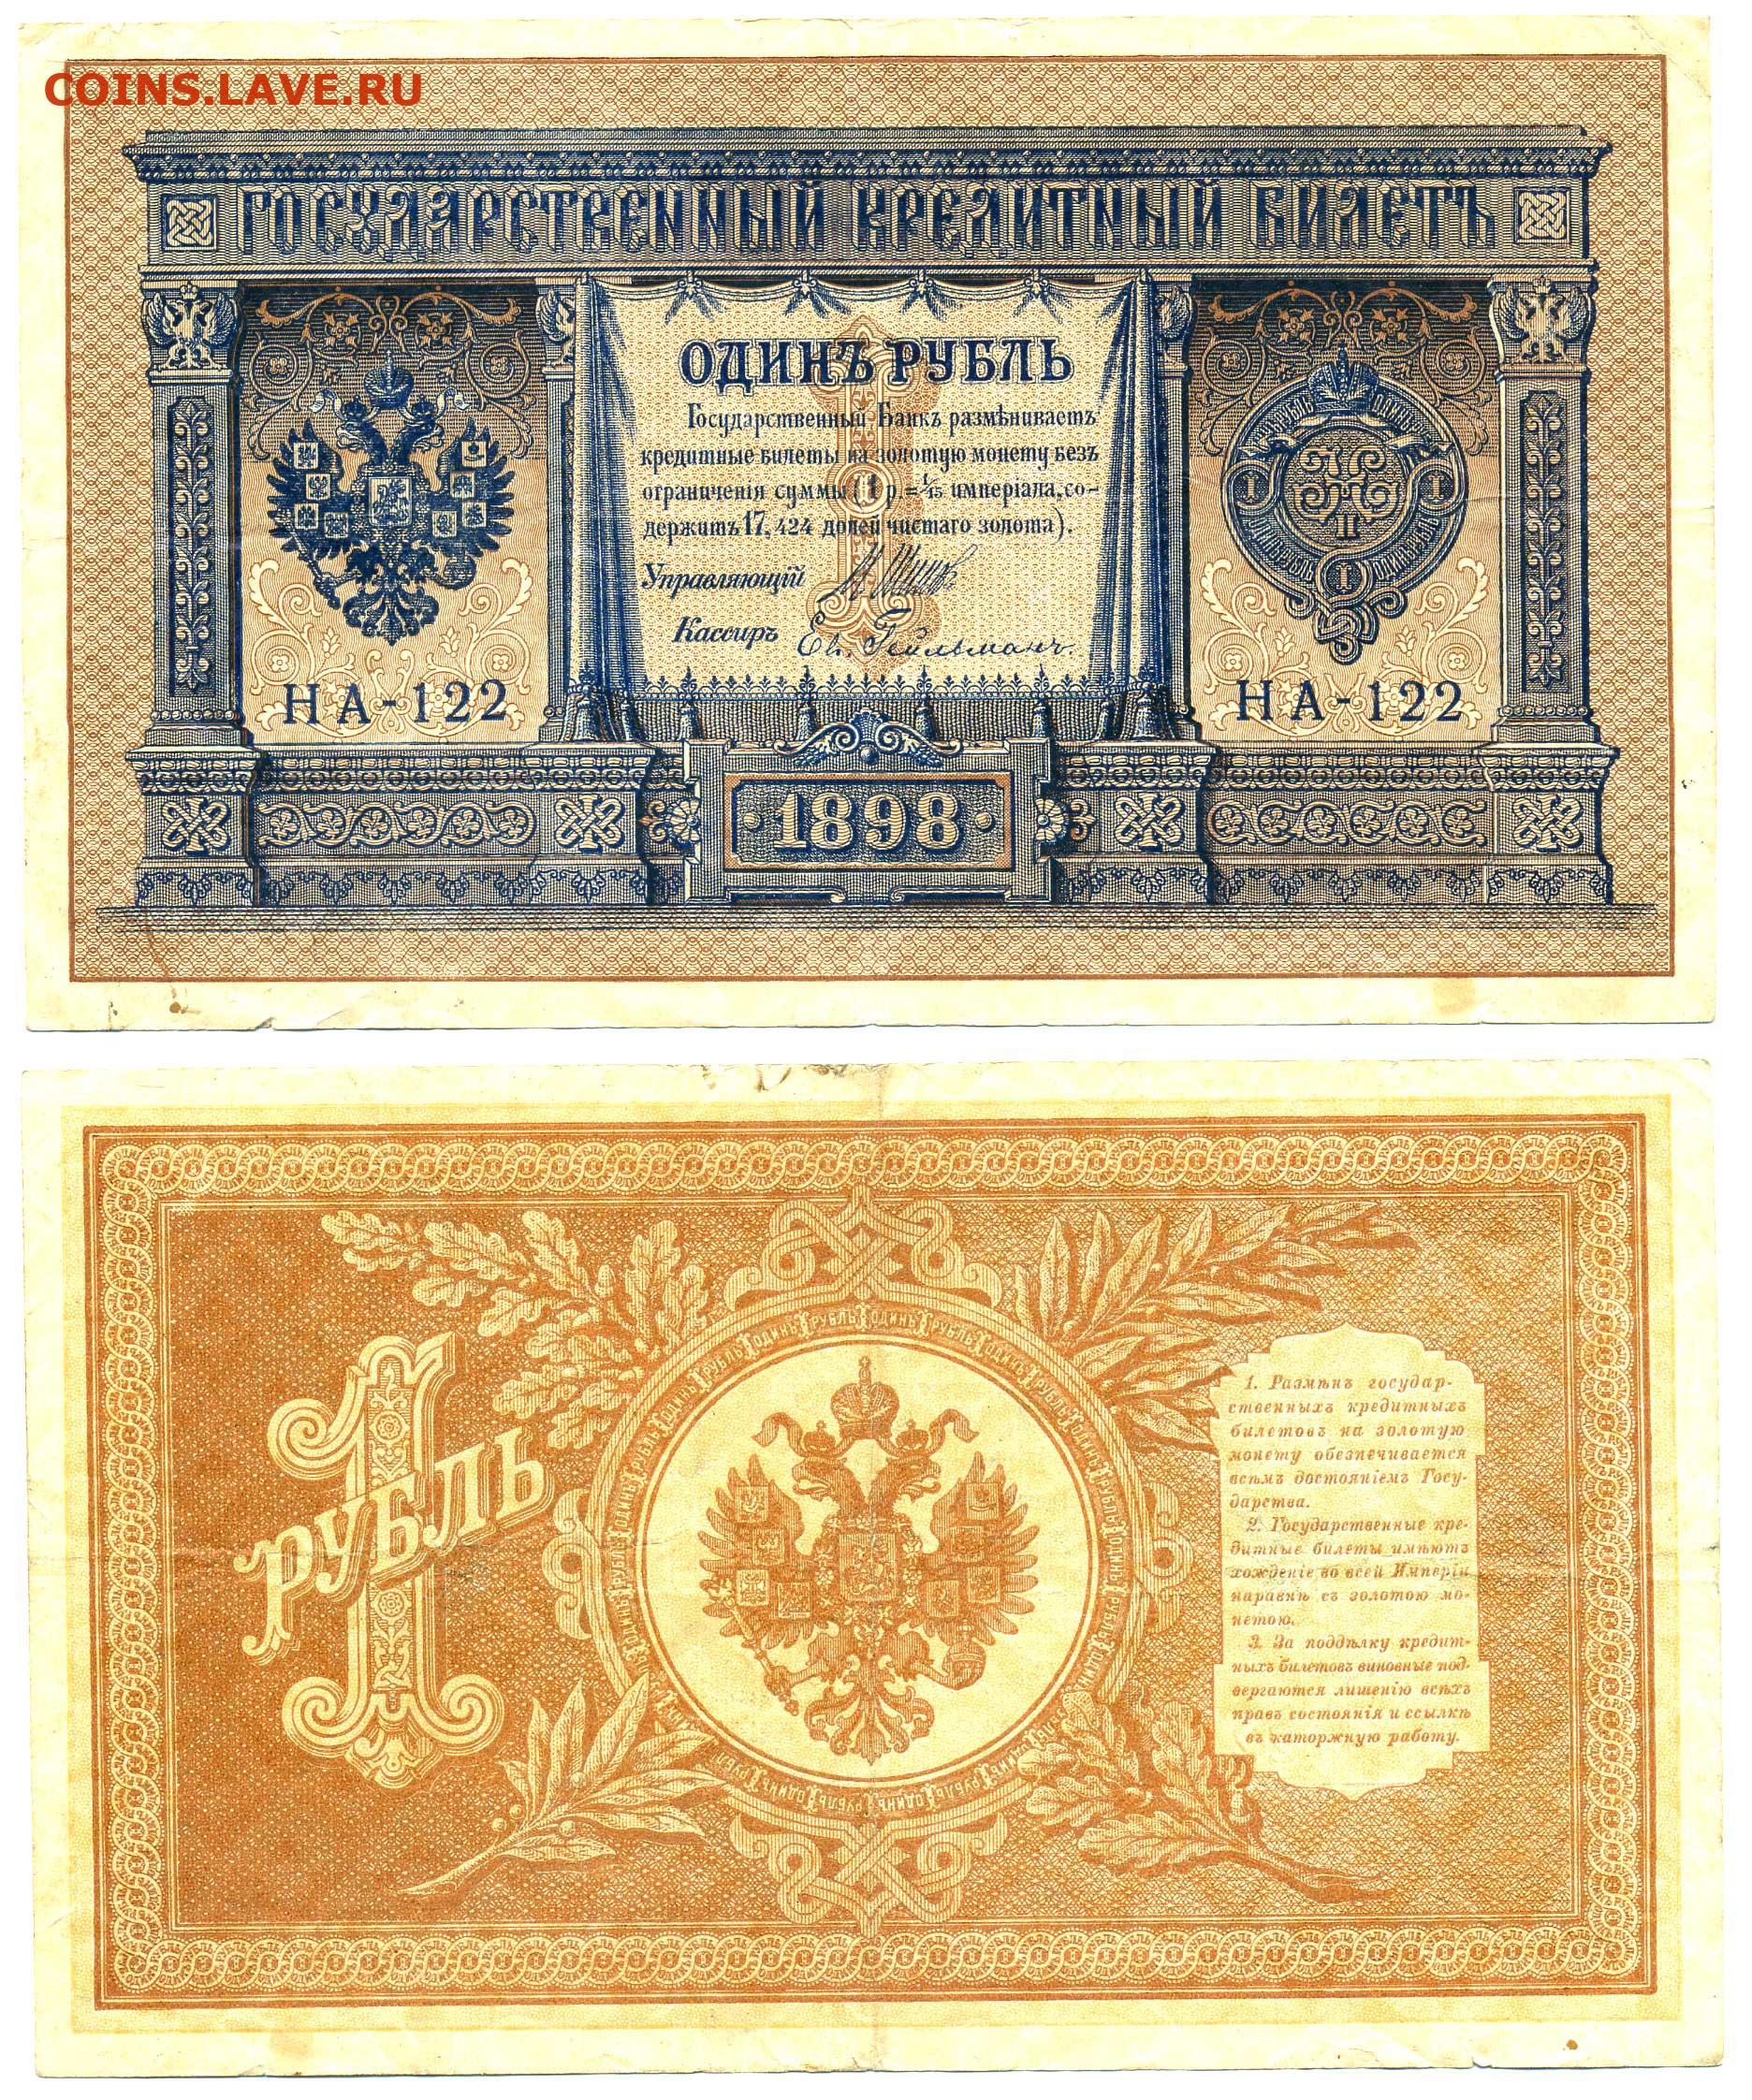 COINS.LAVE.RU
ГОСУДАРСТВЕННЫЙ КРЕДИТНЫЙ БИЛЕТЪ
ОДИНЪ РУБЛЬ
Государственный Банкъ размѣниваетъ
кредитные билеты на золотую монету безъ
ограниченія суммы (1 р.=1/15 имперіала, со-
держитъ 17,424 долей чистаго золота).
Управляющій
Кассиръ Ев. Гейльманъ.
НА-122 НА-122
1898
1 РУБЛЬ
1. Размѣнъ государ-
ственныхъ кредитныхъ
билетовъ на золотую
монету обезпечивается
всѣмъ достояніемъ Госу-
дарства.
2. Государственные кре-
дитные билеты имѣютъ
хожденіе во всей Имперіи
наравнѣ съ золотою мо-
нетою.
3. За поддѣлку кредит-
ныхъ билетовъ виновные под-
вергаются лишенію всѣхъ
правъ состоянія и ссылкѣ
въ каторжную работу.